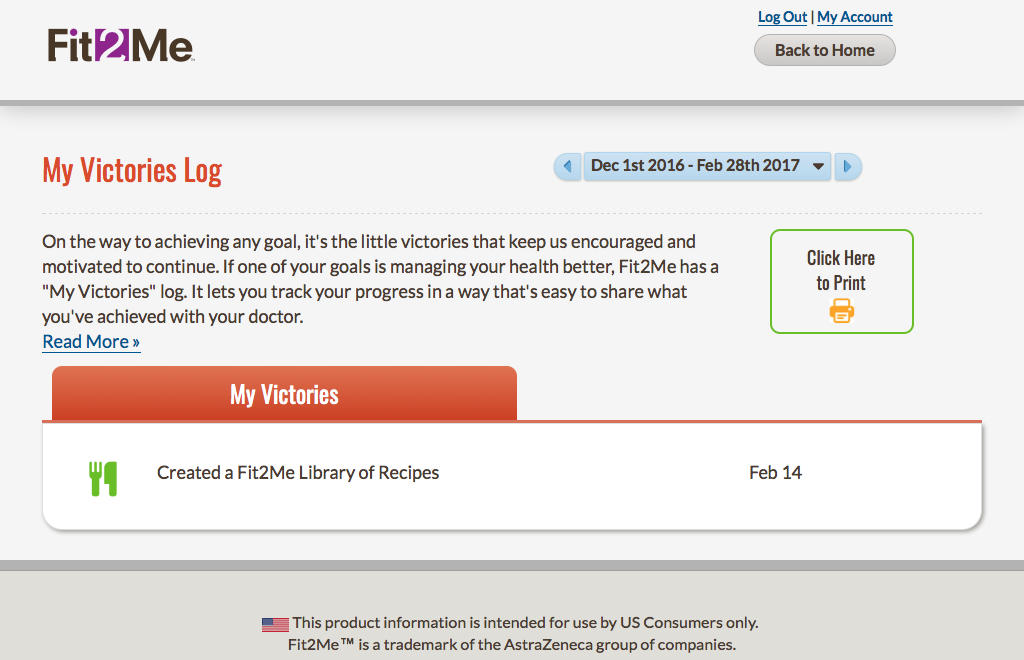 Log Out | My Account
Fit2Me™
Back to Home
My Victories Log
Dec 1st 2016 - Feb 28th 2017
On the way to achieving any goal, it's the little victories that keep us encouraged and
motivated to continue. If one of your goals is managing your health better, Fit2Me has a
"My Victories" log. It lets you track your progress in a way that's easy to share what
you've achieved with your doctor.
Read More »
Click Here
to Print
My Victories
Created a Fit2Me Library of Recipes
Feb 14
This product information is intended for use by US Consumers only.
Fit2Me™ is a trademark of the AstraZeneca group of companies.